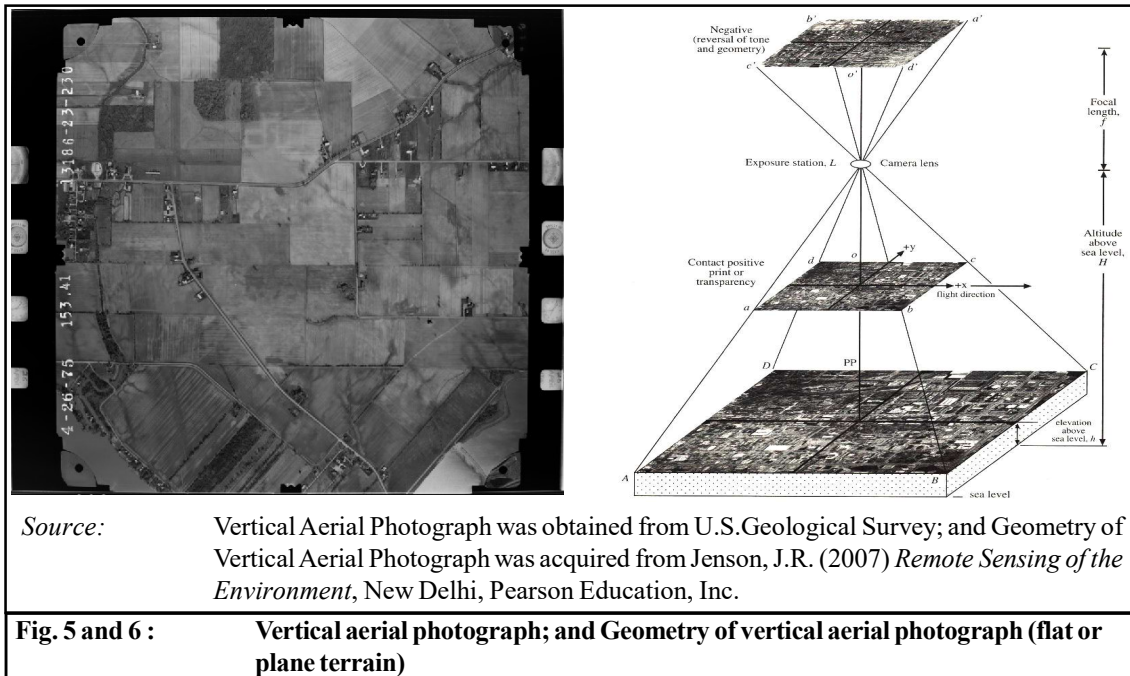 4-26-75 153.41 13186-23-230
Negative
(reversal of tone
and geometry)
b'
a'
c'
o'
d'
Focal
length,
f
Exposure station, L
Camera lens
Altitude
above
sea level,
H
Contact positive
print or
transparency
d
o
+y
c
+x
flight direction
a
b
D
PP
C
elevation
above
sea level, h
A
B
sea level
Source: Vertical Aerial Photograph was obtained from U.S.Geological Survey; and Geometry of
Vertical Aerial Photograph was acquired from Jenson, J.R. (2007) Remote Sensing of the
Environment, New Delhi, Pearson Education, Inc.
Fig. 5 and 6 : Vertical aerial photograph; and Geometry of vertical aerial photograph (flat or
plane terrain)